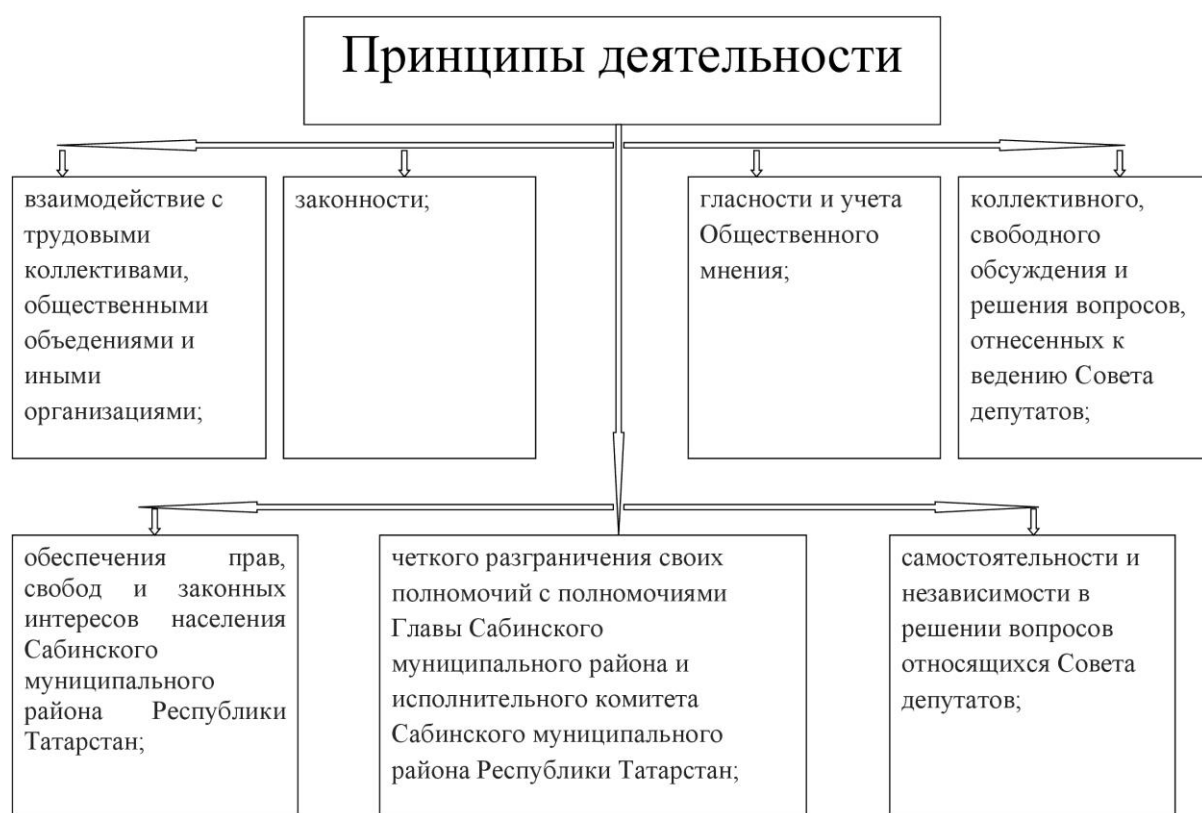 Принципы деятельности
взаимодействие с
трудовыми
коллективами,
общественными
объедениями и
иными
организациями;
законности;
гласности и учета
Общественного
мнения;
коллективного,
свободного
обсуждения и
решения вопросов,
отнесенных к
ведению Совета
депутатов;
обеспечения прав,
свобод и законных
интересов населения
Сабинского
муниципального
района Республики
Татарстан;
четкого разграничения своих
полномочий с полномочиями
Главы Сабинского
муниципального района и
исполнительного комитета
Сабинского муниципального
района Республики Татарстан;
самостоятельности и
независимости в
решении вопросов
относящихся Совета
депутатов;